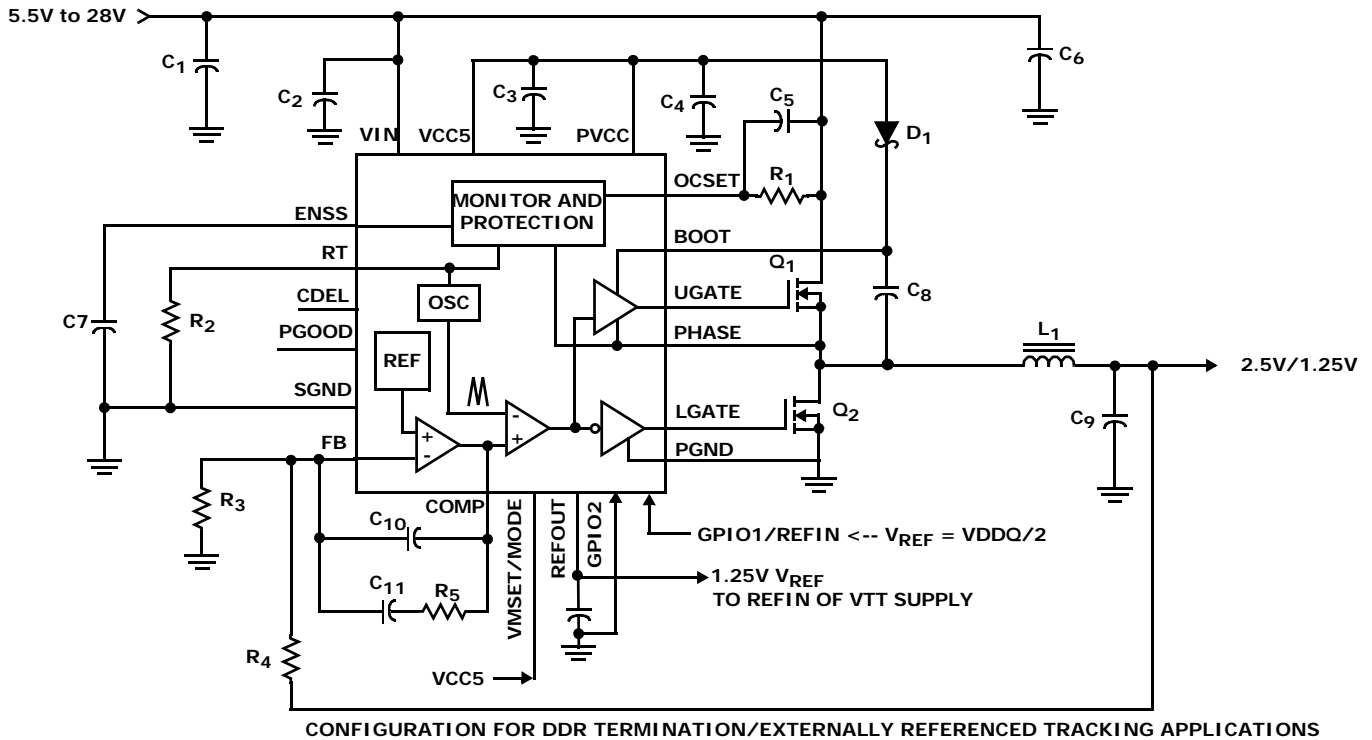 5.5V to 28V
C1
C2
C3
C4
C5
C6
D1
VIN
VCC5
PVCC
OCSET
R1
MONITOR AND
PROTECTION
ENSS
BOOT
RT
Q1
UGATE
C8
CDEL
OSC
C7
R2
PGOOD
PHASE
L1
REF
2.5V/1.25V
SGND
LGATE
Q2
C9
FB
+
-
-
+
PGND
R3
COMP
C10
C11
R5
VMSET/MODE
REFOUT
GPIO2
GPIO1/REFIN <-- VREF = VDDQ/2
1.25V VREF
TO REFIN OF VTT SUPPLY
R4
VCC5
CONFIGURATION FOR DDR TERMINATION/EXTERNALLY REFERENCED TRACKING APPLICATIONS